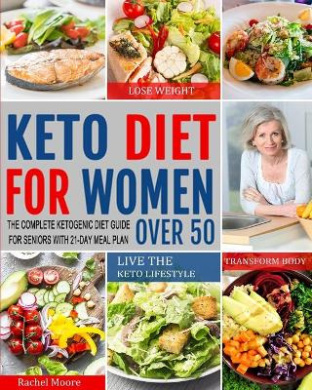 LOSE WEIGHT
KETO DIET
FOR WOMEN
THE COMPLETE KETOGENIC DIET GUIDE
FOR SENIORS WITH 21-DAY MEAL PLAN
OVER 50
LIVE THE
KETO LIFESTYLE
TRANSFORM BODY
Rachel Moore